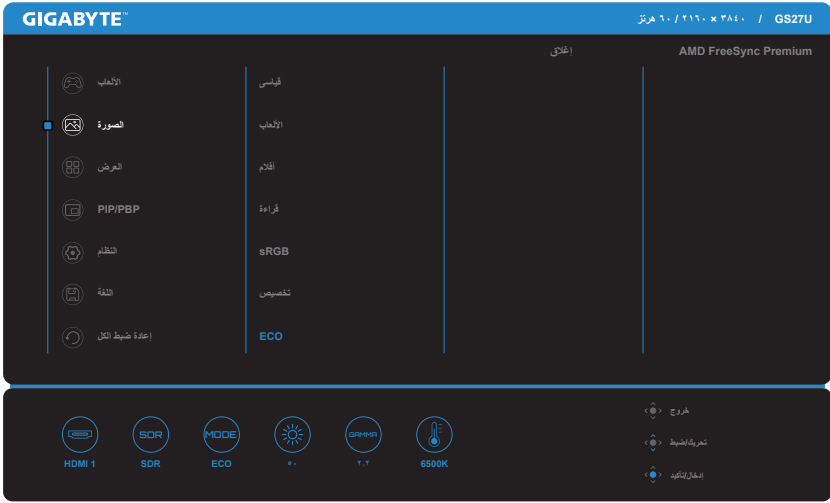 GIGABYTE™
GS27U / ٣٨٤٠ × ٢١٦٠ / ٦٠ هرتز
AMD FreeSync Premium
إغلاق
الألعاب
الصورة
العرض
PIP/PBP
النظام
اللغة
إعادة ضبط الكل
قياسى
الألعاب
أفلام
قراءة
sRGB
تخصيص
ECO
SDR
MODE
GAMMA
HDMI 1
SDR
ECO
٥٠
٢,٢
6500K
خروج
تحريك/ضبط
إدخال/تأكيد